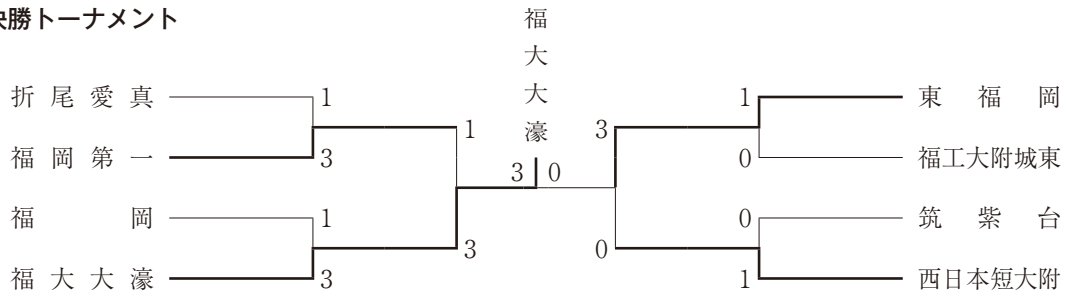 決勝トーナメント
福大大濠
折尾愛真 1
福岡第一 3
1
福岡 1
福大大濠 3
3
3 0
3
1 東福岡
0 福工大附城東
0
0 筑紫台
1 西日本短大附